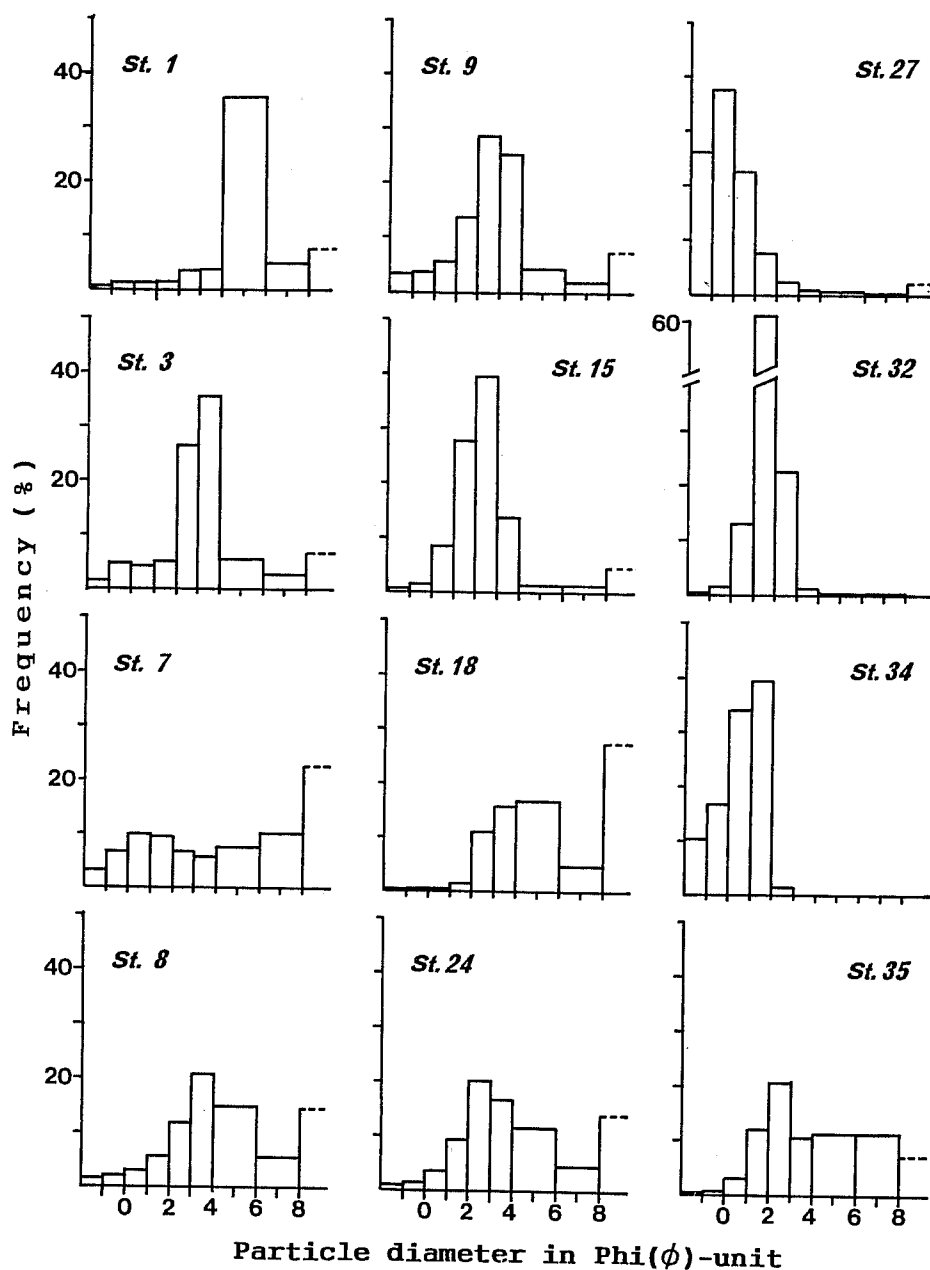 St. 1
St. 9
St. 27
40
20
St. 3
St. 15
60
St. 32
40
20
Frequency (%)
St. 7
St. 18
St. 34
40
20
St. 8
St. 24
St. 35
40
20
0 2 4 6 8
0 2 4 6 8
0 2 4 6 8
Particle diameter in Phi(ϕ)-unit